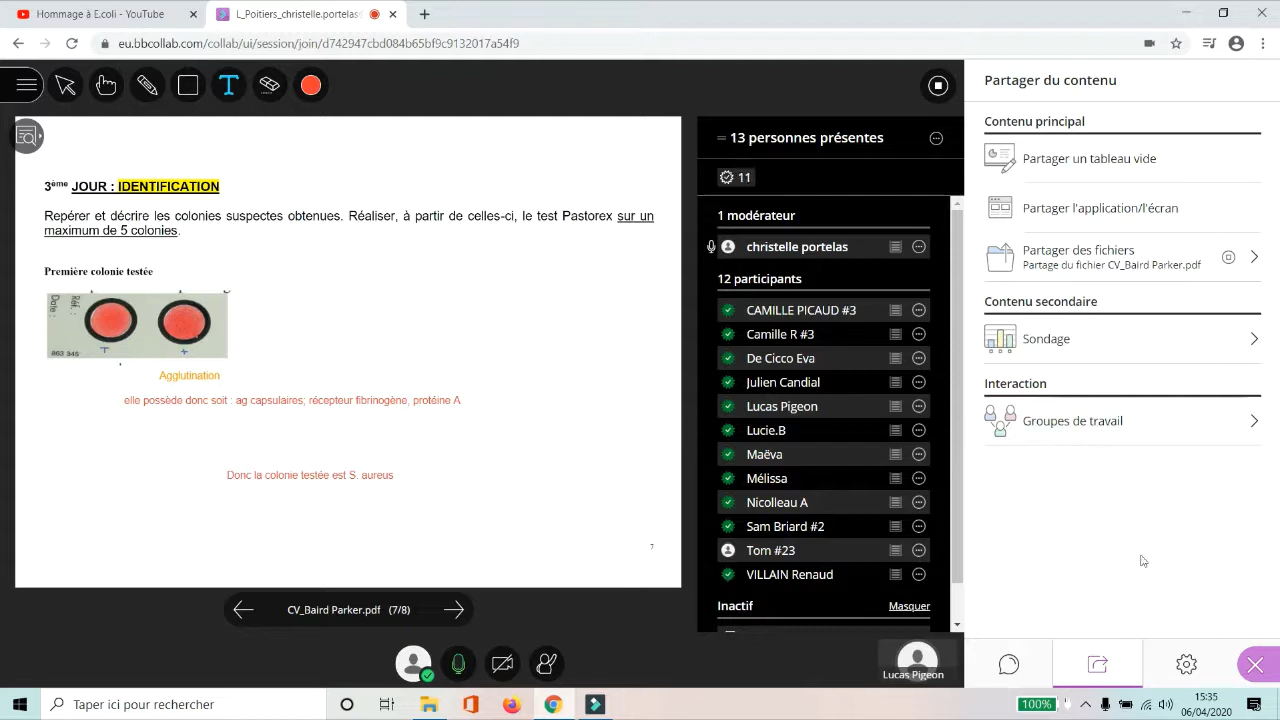 Hommage à E.coli - YouTube
L_Poitiers_christelle.portelas
eu.bbcollab.com/collab/ui/session/join/d742947cbd084b65bf9c9132017a54f9
T
3ème JOUR : IDENTIFICATION
Repérer et décrire les colonies suspectes obtenues. Réaliser, à partir de celles-ci, le test Pastorex sur un
maximum de 5 colonies.
Première colonie testée
Réf. :
Date
863 345
T
+
Agglutination
elle possède donc soit : ag capsulaires; récepteur fibrinogène, protéine A
Donc la colonie testée est S. aureus
7
CV_Baird Parker.pdf (7/8)
13 personnes présentes
11
1 modérateur
christelle portelas
12 participants
CAMILLE PICAUD #3
Camille R #3
De Cicco Eva
Julien Candial
Lucas Pigeon
Lucie.B
Maëva
Mélissa
Nicolleau A
Sam Briard #2
Tom #23
VILLAIN Renaud
Inactif Masquer
Lucas Pigeon
Partager du contenu
Contenu principal
Partager un tableau vide
Partager l'application/l'écran
Partager des fichiers
Partage du fichier CV_Baird Parker.pdf
Contenu secondaire
Sondage
Interaction
Groupes de travail
Taper ici pour rechercher
100%
15:35
06/04/2020